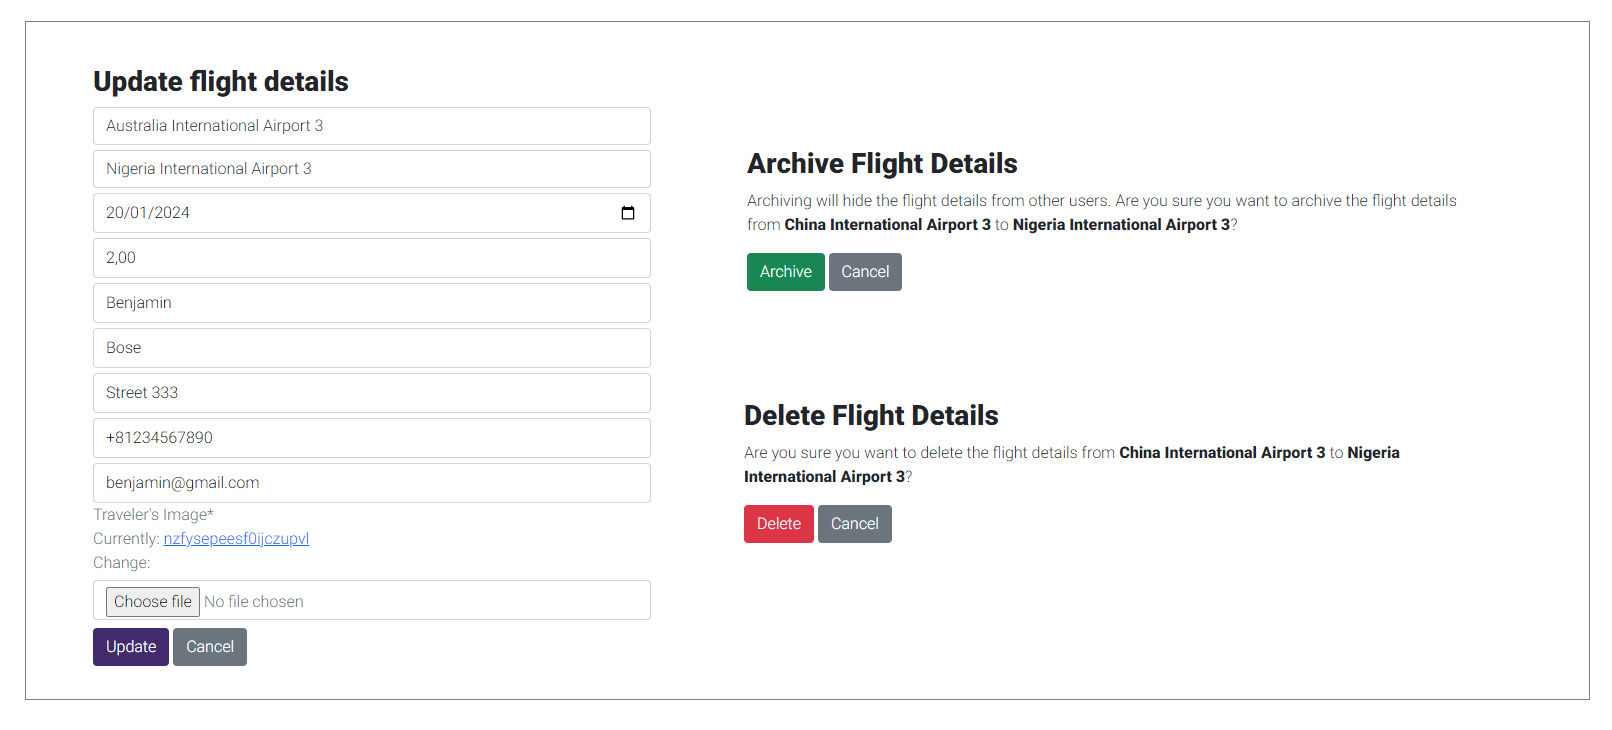 Update flight details
Australia International Airport 3
Nigeria International Airport 3
20/01/2024
2,00
Benjamin
Bose
Street 333
+81234567890
benjamin@gmail.com
Traveler's Image*
Currently: nzfysepeesf0ijczupvl
Change:
Choose file No file chosen
Update Cancel
Archive Flight Details
Archiving will hide the flight details from other users. Are you sure you want to archive the flight details
from China International Airport 3 to Nigeria International Airport 3?
Archive Cancel
Delete Flight Details
Are you sure you want to delete the flight details from China International Airport 3 to Nigeria
International Airport 3?
Delete Cancel